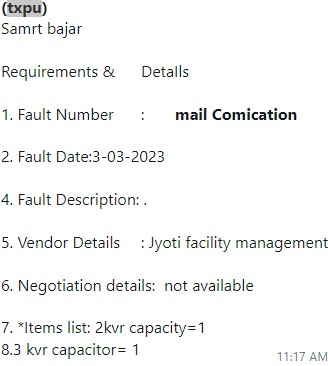 (txpu)
Samrt bajar
Requirements & Details
1. Fault Number : mail Comication
2. Fault Date:3-03-2023
4. Fault Description: .
5. Vendor Details : Jyoti facility management
6. Negotiation details: not available
7. *Items list: 2kvr capacity=1
8.3 kvr capacitor= 1
11:17 AM